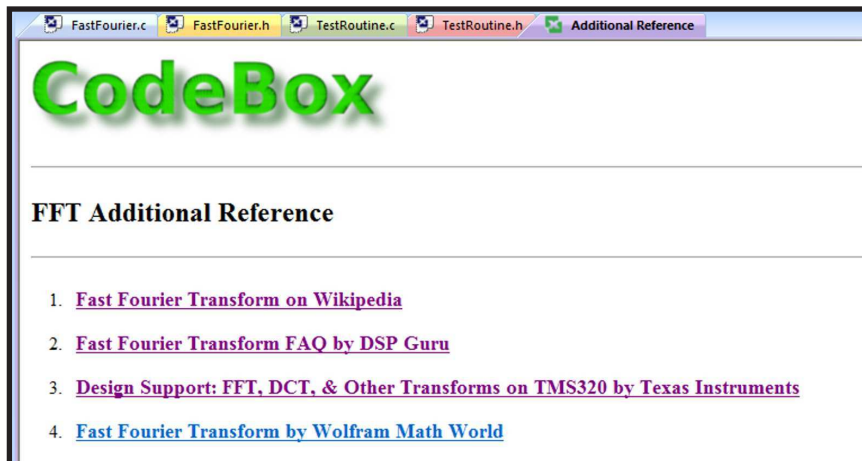 FastFourier.c FastFourier.h TestRoutine.c TestRoutine.h Additional Reference
CodeBox
FFT Additional Reference
1. Fast Fourier Transform on Wikipedia
2. Fast Fourier Transform FAQ by DSP Guru
3. Design Support: FFT, DCT, & Other Transforms on TMS320 by Texas Instruments
4. Fast Fourier Transform by Wolfram Math World